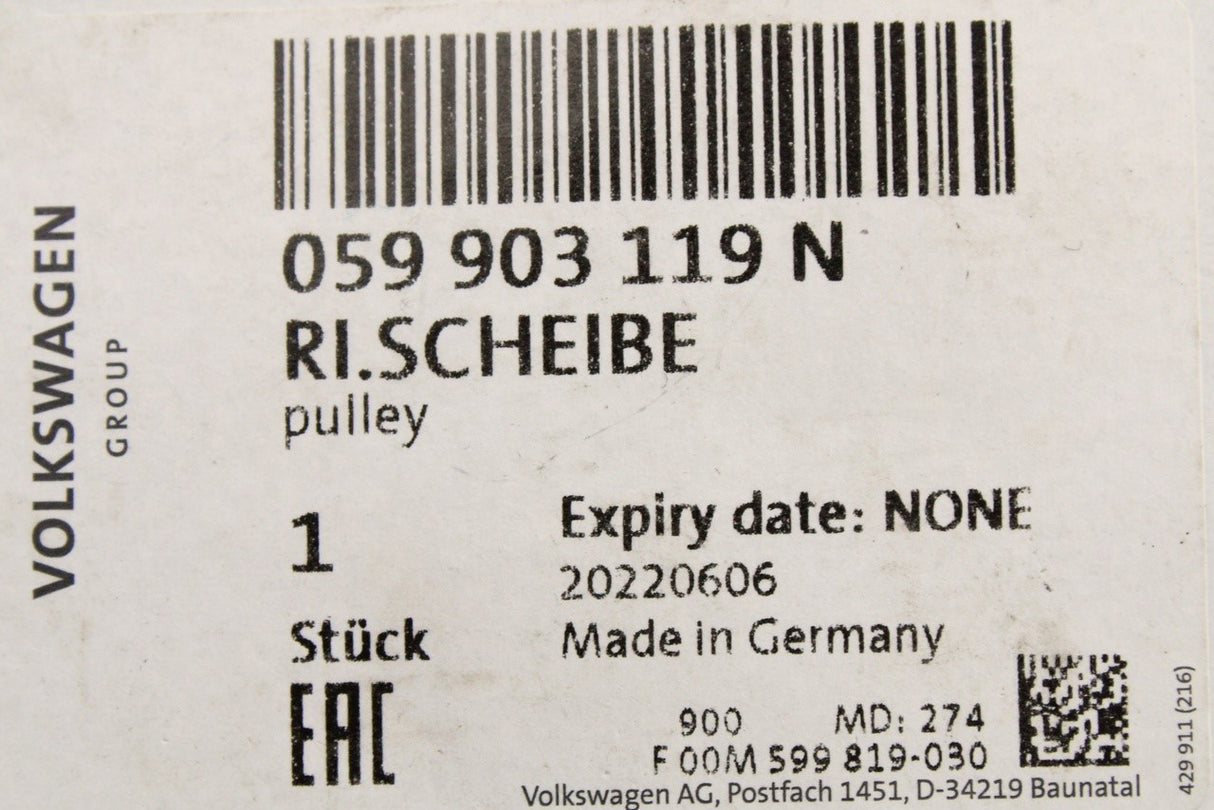 VOLKSWAGEN
GROUP
059 903 119 N
RI.SCHEIBE
pulley
1
Stück
Expiry date: NONE
20220606
Made in Germany
EAC
900 MD: 274
F 00M 599 819-030
Volkswagen AG, Postfach 1451, D-34219 Baunatal
429 911 (216)